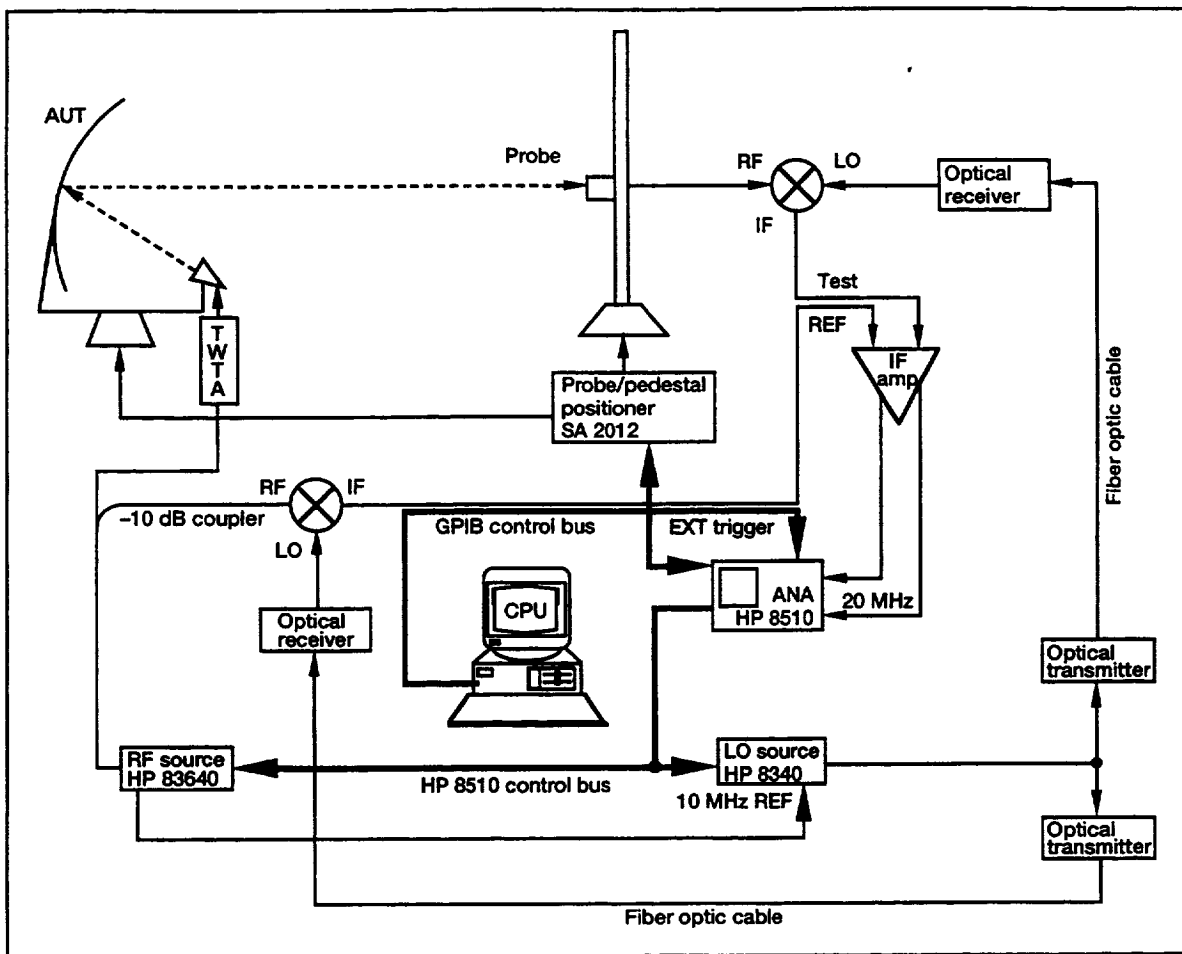 AUT
Probe
RF
LO
Optical
receiver
IF
Test
REF
IF
amp
T
W
T
A
Probe/pedestal
positioner
SA 2012
Fiber optic cable
RF
IF
–10 dB coupler
LO
GPIB control bus
EXT trigger
ANA
HP 8510
20 MHz
CPU
Optical
receiver
Optical
transmitter
RF source
HP 83640
HP 8510 control bus
LO source
HP 8340
10 MHz REF
Optical
transmitter
Fiber optic cable